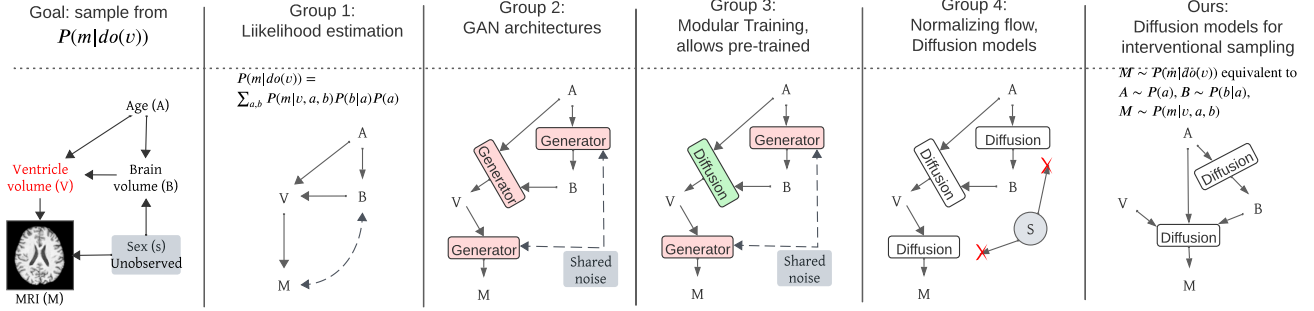 Goal: sample from
P(m|do(v))
Age (A)
Ventricle
volume (V)
Brain
volume (B)
Sex (s)
Unobserved
MRI (M)
Group 1:
Liikelihood estimation
P(m|do(v)) =
∑a,b P(m|v, a, b)P(b|a)P(a)
A
V
B
M
Group 2:
GAN architectures
A
Generator
Generator
B
V
Generator
Shared
noise
M
Group 3:
Modular Training,
allows pre-trained
A
Generator
Diffusion
B
V
Generator
Shared
noise
M
Group 4:
Normalizing flow,
Diffusion models
A
Diffusion
Diffusion
X
B
V
S
Diffusion
X
M
Ours:
Diffusion models for
interventional sampling
M ∼ P(m|do(v)) equivalent to
A ∼ P(a), B ∼ P(b|a),
M ∼ P(m|v, a, b)
A
Diffusion
V
B
Diffusion
M